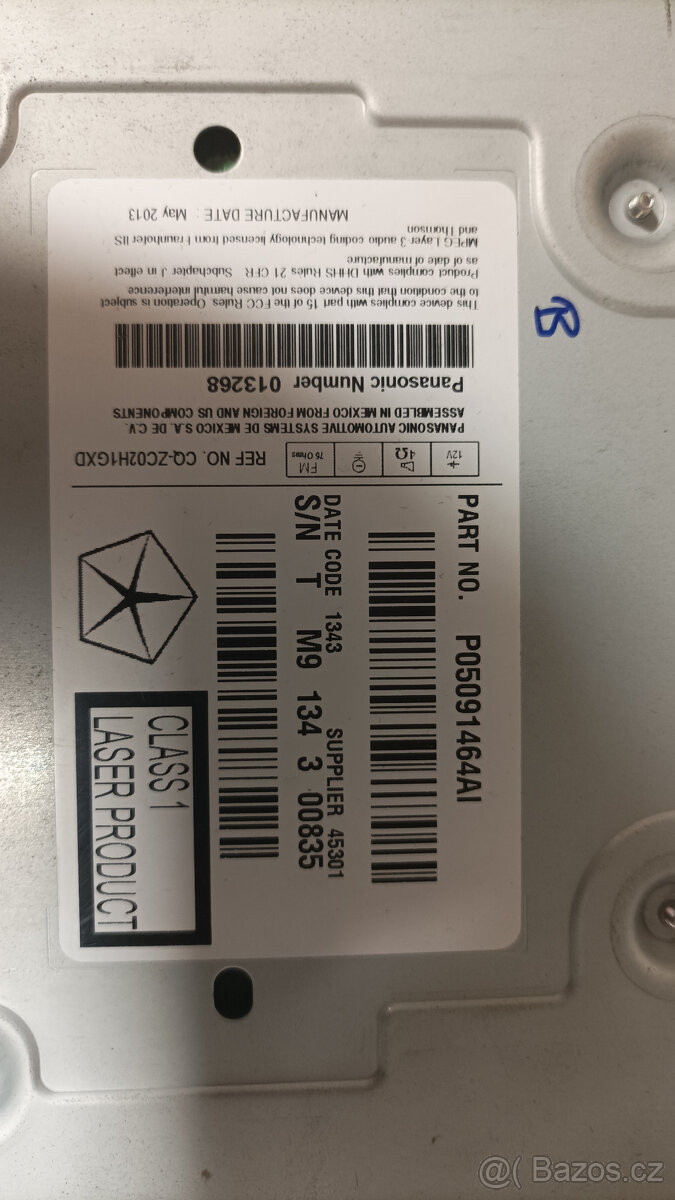 PART NO. P05091464AI
DATE CODE 1343 SUPPLIER 45301
S/N T M9 134 3 00835
CLASS 1
LASER PRODUCT
12V
4Ω
FM
75 Ohms
REF NO. CQ-ZC02H1GXD
PANASONIC AUTOMOTIVE SYSTEMS DE MEXICO S.A. DE C.V.
ASSEMBLED IN MEXICO FROM FOREIGN AND US COMPONENTS
Panasonic Number 013268
This device complies with part 15 of the FCC Rules. Operation is subject
to the condition that this device does not cause harmful interference
Product complies with DHHS Rules 21 CFR Subchapter J in effect
as of date of manufacture
MPEG Layer 3 audio coding technology licensed from Fraunhofer IIS
and Thomson
MANUFACTURE DATE : May 2013
B
@( Bazos.cz